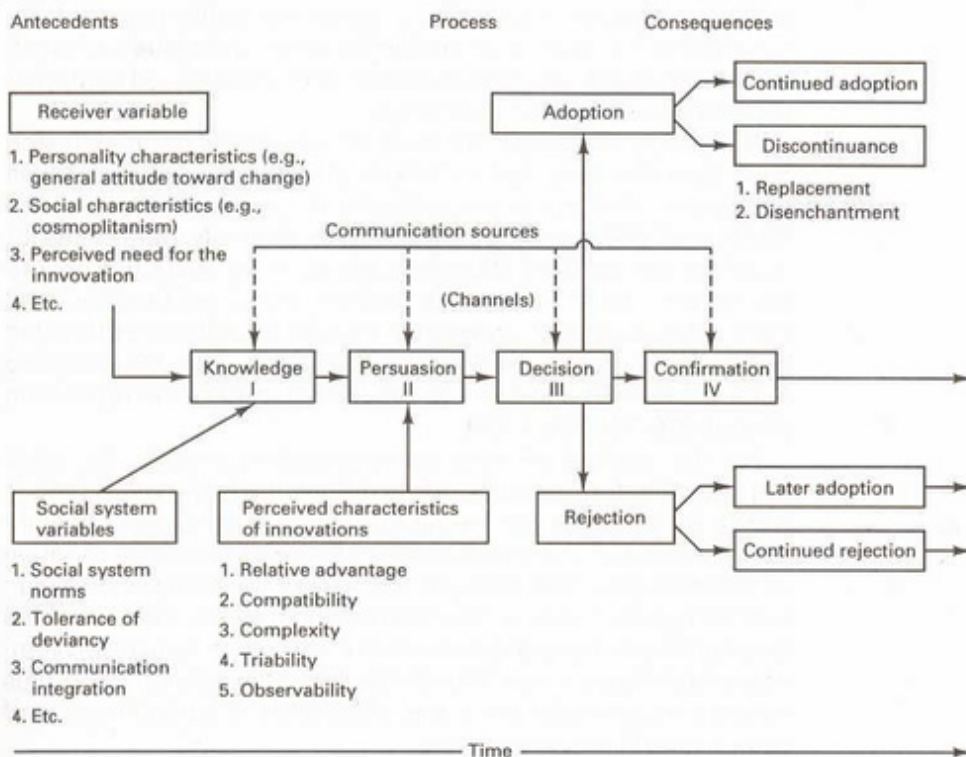 Antecedents
Process
Consequences
Receiver variable
1. Personality characteristics (e.g.,
general attitude toward change)
2. Social characteristics (e.g.,
cosmoplitanism)
3. Perceived need for the
innvovation
4. Etc.
Adoption
Continued adoption
Discontinuance
1. Replacement
2. Disenchantment
Communication sources
(Channels)
Knowledge
I
Persuasion
II
Decision
III
Confirmation
IV
Social system
variables
1. Social system
norms
2. Tolerance of
deviancy
3. Communication
integration
4. Etc.
Perceived characteristics
of innovations
1. Relative advantage
2. Compatibility
3. Complexity
4. Triability
5. Observability
Rejection
Later adoption
Continued rejection
Time